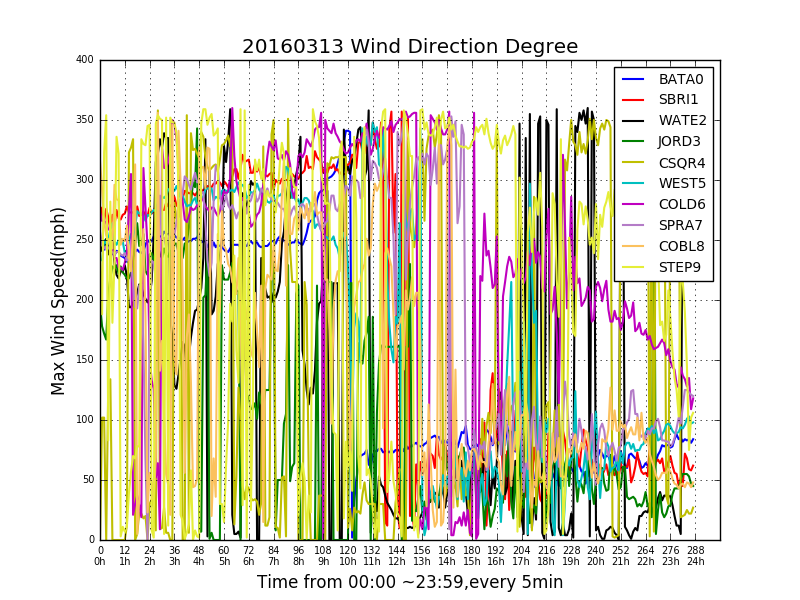 20160313 Wind Direction Degree
Max Wind Speed(mph)
400
350
300
250
200
150
100
50
0
BATA0
SBRI1
WATE2
JORD3
CSQR4
WEST5
COLD6
SPRA7
COBL8
STEP9
0 12 24 36 48 60 72 84 96 108 120 132 144 156 168 180 192 204 216 228 240 252 264 276 288
0h 1h 2h 3h 4h 5h 6h 7h 8h 9h 10h 11h 12h 13h 14h 15h 16h 17h 18h 19h 20h 21h 22h 23h 24h
Time from 00:00 ~23:59,every 5min